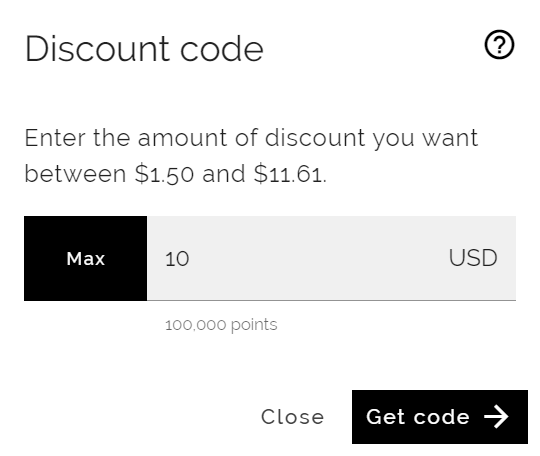 Discount code
Enter the amount of discount you want
between $1.50 and $11.61.
Max 10 USD
100,000 points
Close Get code